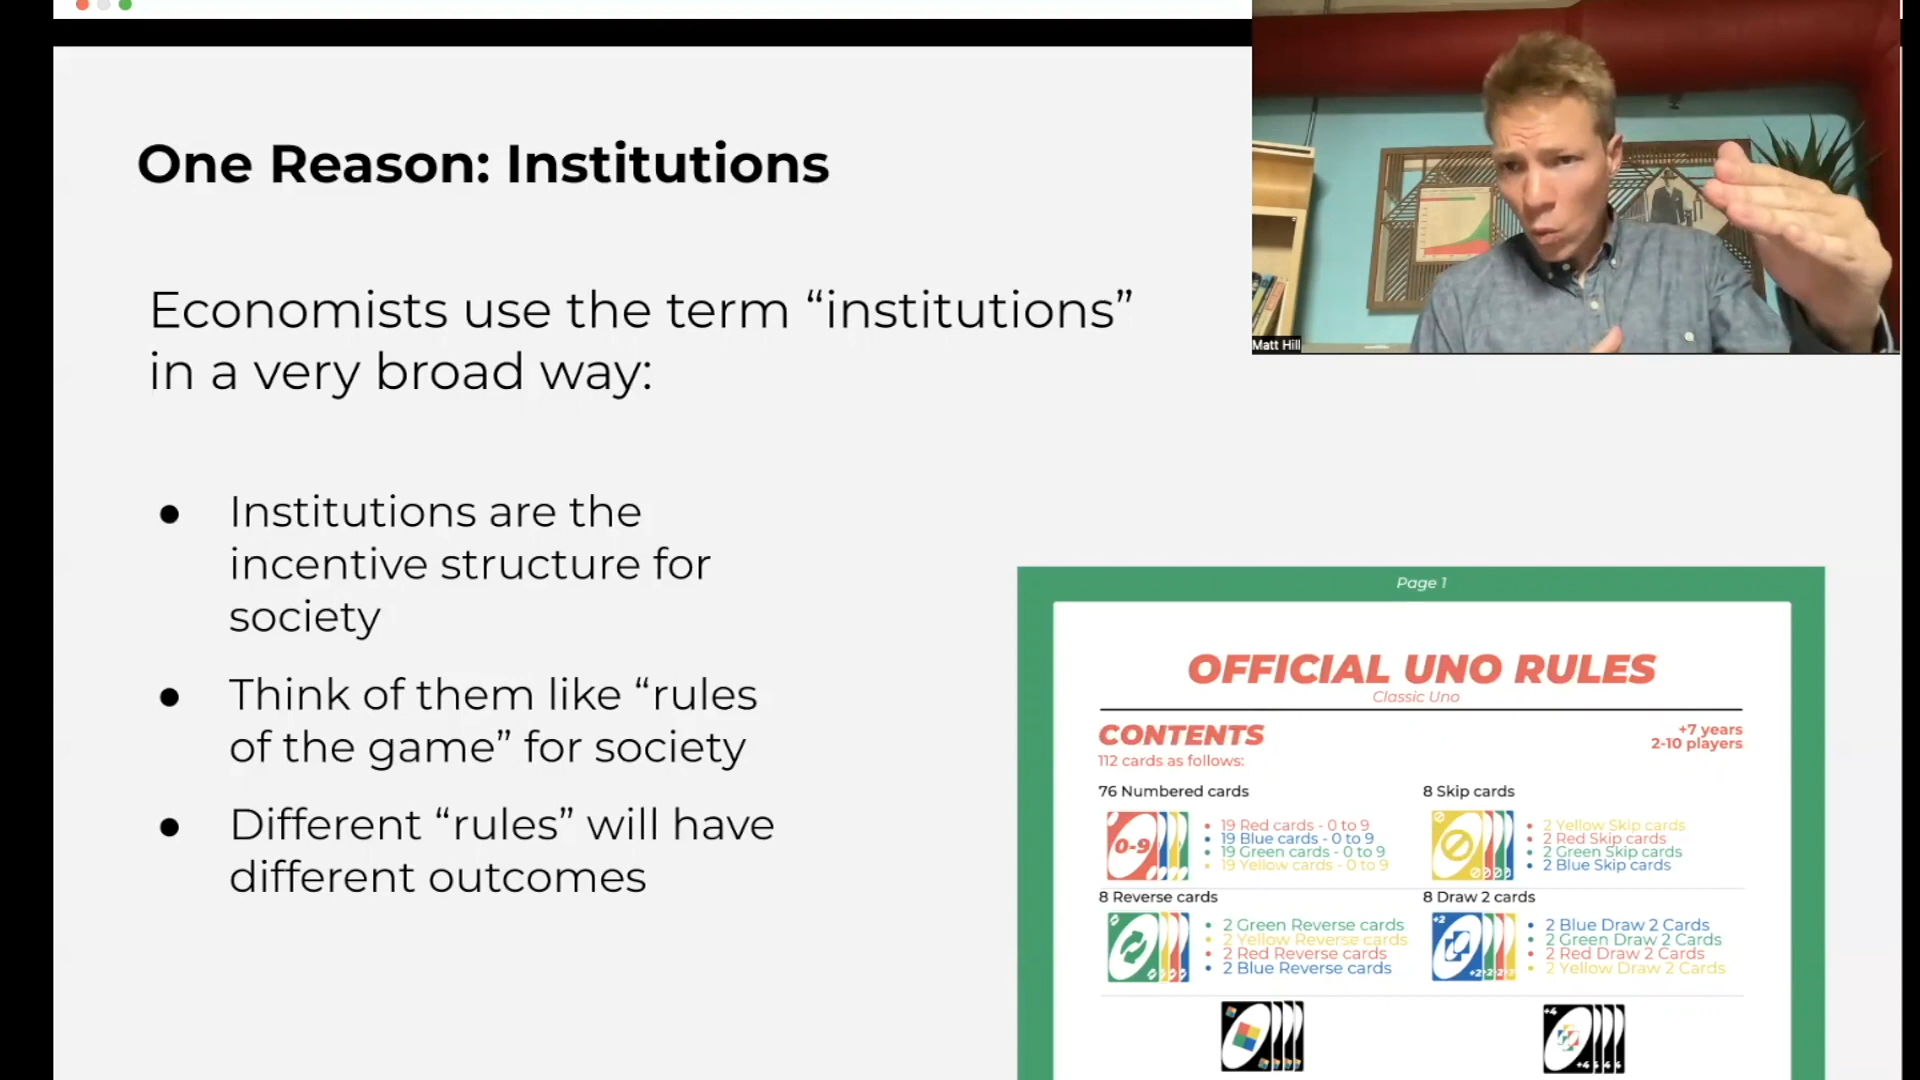 One Reason: Institutions
Economists use the term “institutions”
in a very broad way:
● Institutions are the
incentive structure for
society
● Think of them like “rules
of the game” for society
● Different “rules” will have
different outcomes
Matt Hill
Page 1
OFFICIAL UNO RULES
Classic Uno
CONTENTS
+7 years
2-10 players
112 cards as follows:
76 Numbered cards
0-9
• 19 Red cards - 0 to 9
• 19 Blue cards - 0 to 9
• 19 Green cards - 0 to 9
• 19 Yellow cards - 0 to 9
8 Skip cards
• 2 Yellow Skip cards
• 2 Red Skip cards
• 2 Green Skip cards
• 2 Blue Skip cards
8 Reverse cards
• 2 Green Reverse cards
• 2 Yellow Reverse cards
• 2 Red Reverse cards
• 2 Blue Reverse cards
8 Draw 2 cards
+2
+2
• 2 Blue Draw 2 Cards
• 2 Green Draw 2 Cards
• 2 Red Draw 2 Cards
• 2 Yellow Draw 2 Cards
+4
+4